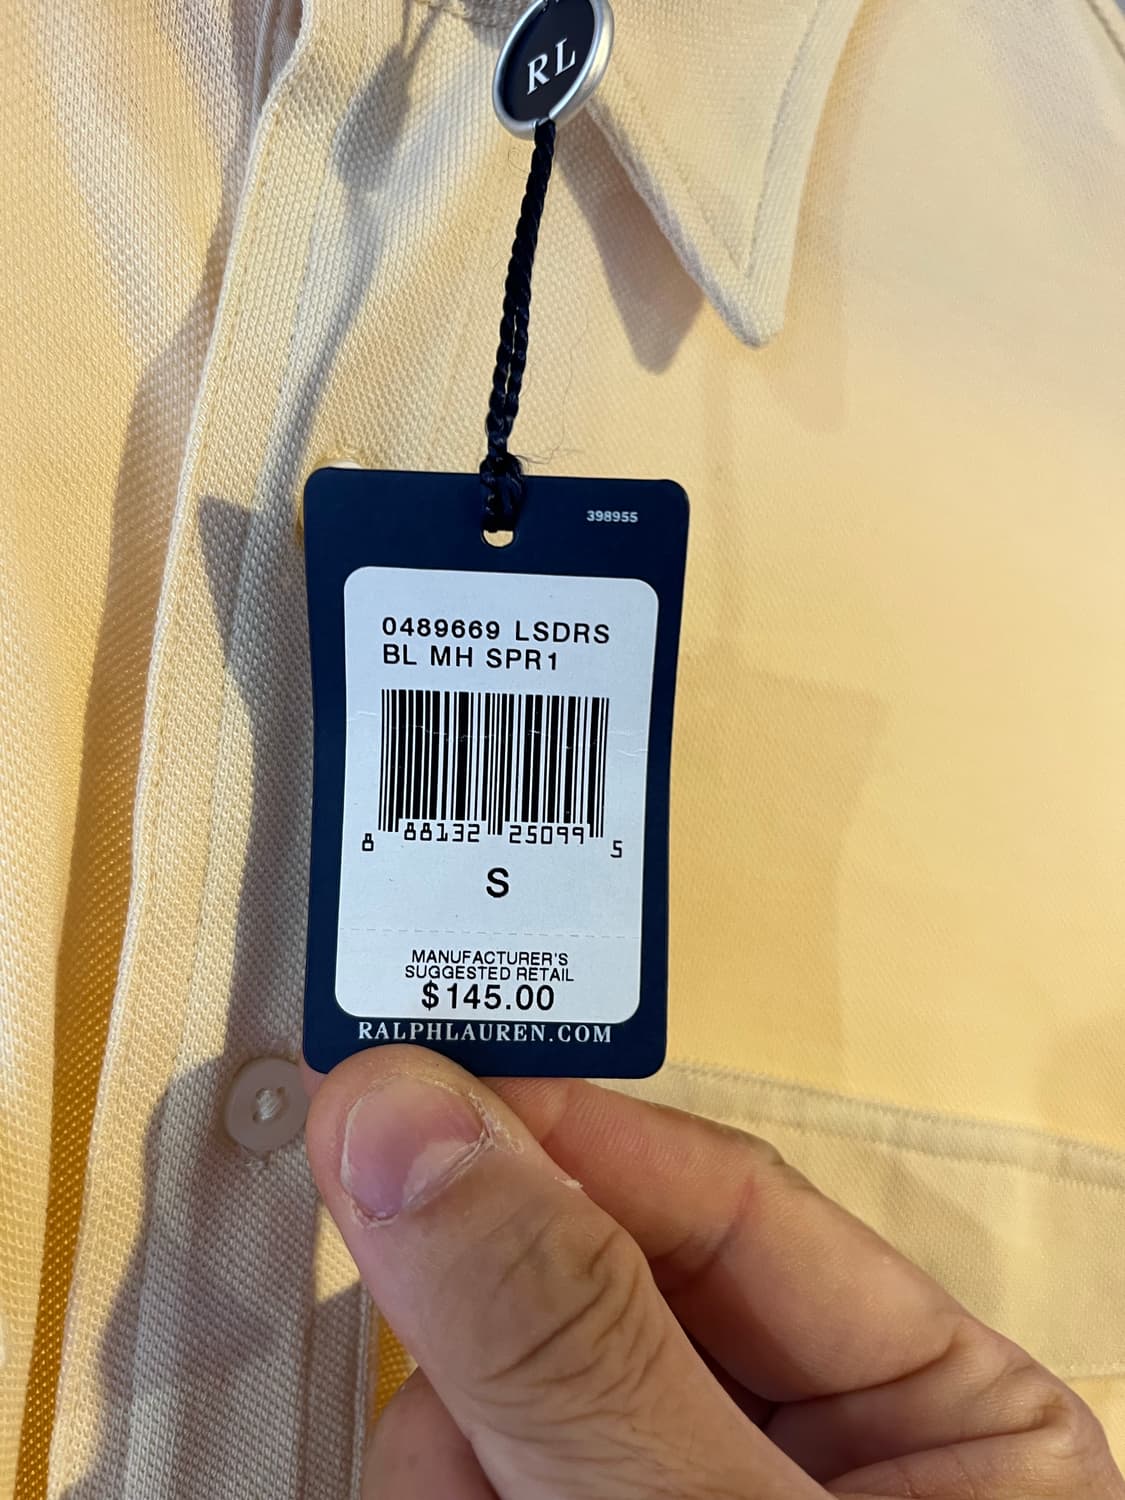 RL
398955
0489669 LSDRS
BL MH SPR1
8 88132 25099 5
S
MANUFACTURER'S
SUGGESTED RETAIL
$145.00
RALPHLAUREN.COM